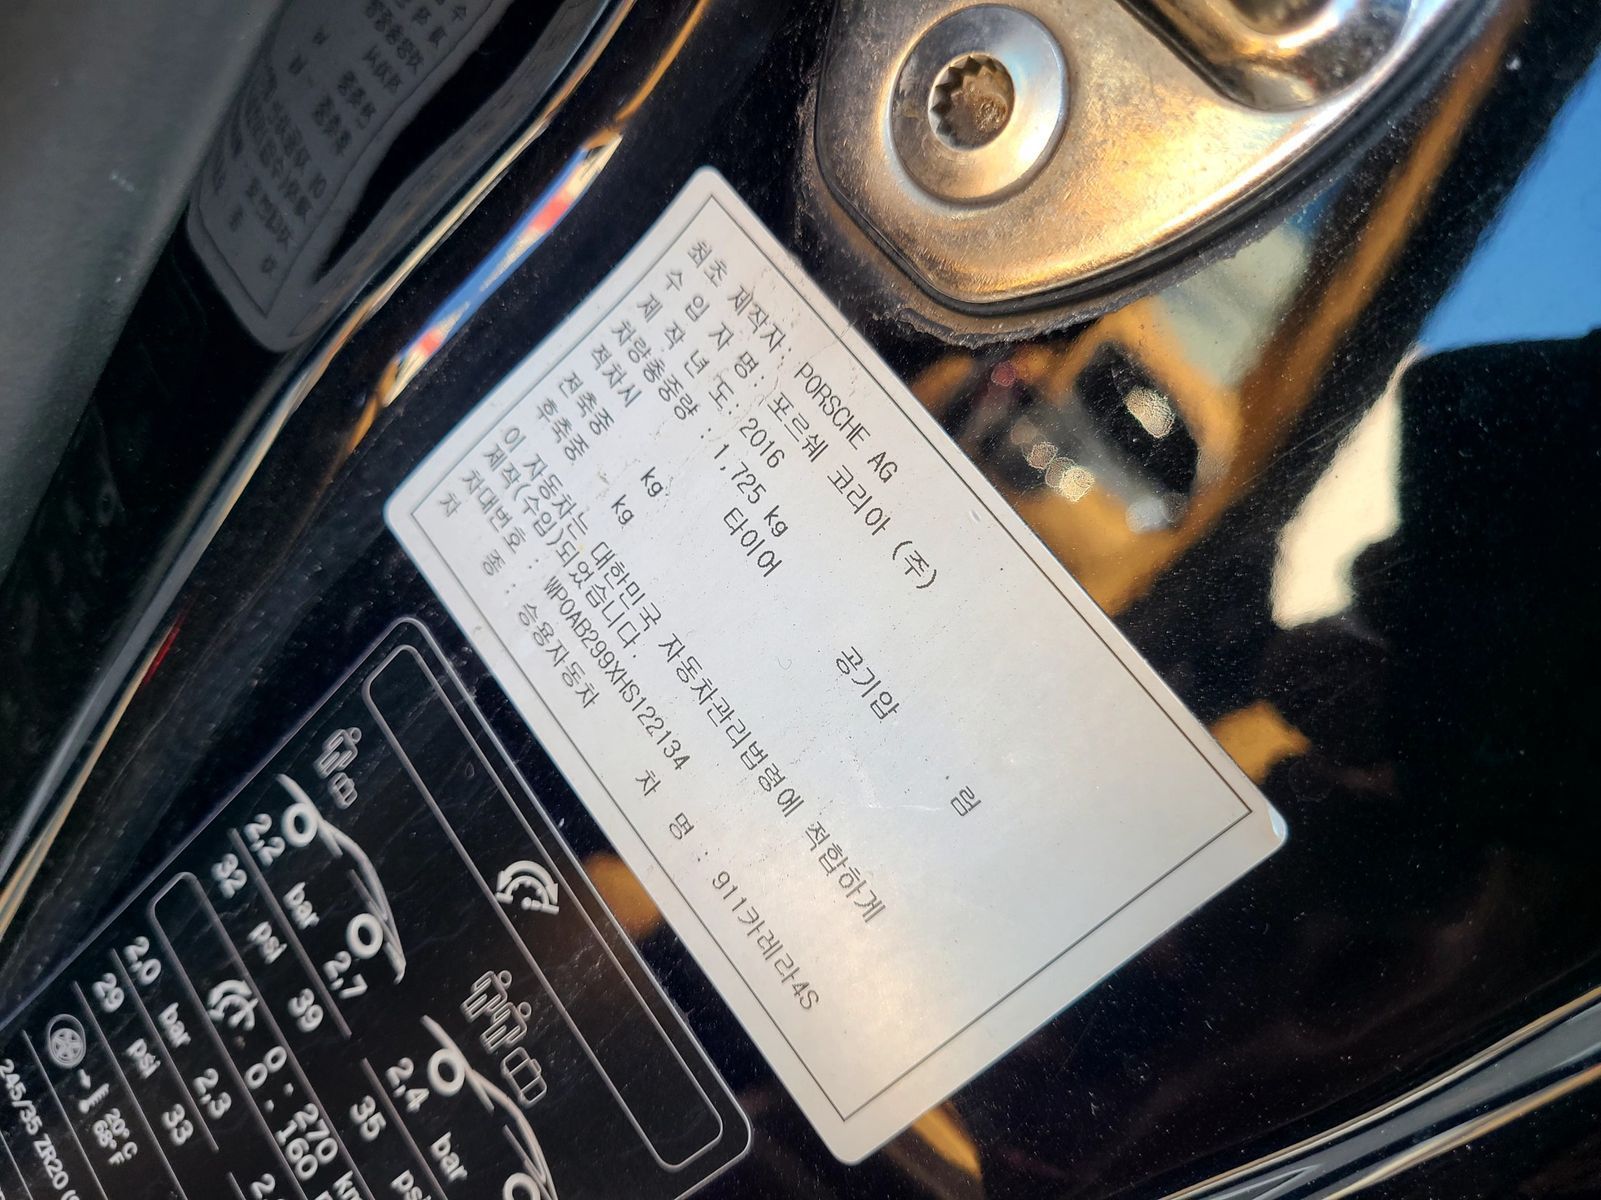 최초 제작자: PORSCHE AG
수 입 자 명: 포르쉐 코리아 (주)
제 작 년 도: 2016
차량총중량 : 1,725 kg
적차시 타이어 공기압 림
전축중 kg
후축중 kg
이 자동차는 대한민국 자동차관리법령에 적합하게
제작(수입)되었습니다.
차대번호 : WP0AB299XHS122134
차 종 : 승용자동차 차 명 : 911카레라4S
2,2 bar 2,7
32 psi 39
2,4 bar
35 psi
0 - 270 km
0 - 160
2,0 bar 2,3
29 psi 33
20°C
68°F
245/35 ZR20